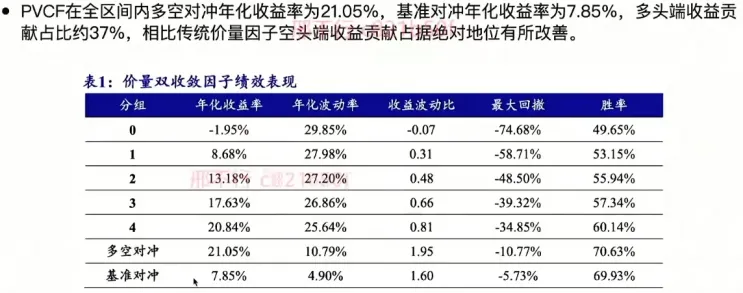 • PVCF在全区间内多空对冲年化收益率为21.05%，基准对冲年化收益率为7.85%，多头端收益贡
献占比约37%，相比传统价量因子空头端收益贡献占据绝对地位有所改善。
表1：价量双收敛因子绩效表现
分组 年化收益率 年化波动率 收益波动比 最大回撤 胜率
0 -1.95% 29.85% -0.07 -74.68% 49.65%
1 8.68% 27.98% 0.31 -58.71% 53.15%
2 13.18% 27.20% 0.48 -48.50% 55.94%
3 17.63% 26.86% 0.66 -39.32% 57.34%
4 20.84% 25.64% 0.81 -34.85% 60.14%
多空对冲 21.05% 10.79% 1.95 -10.77% 70.63%
基准对冲 7.85% 4.90% 1.60 -5.73% 69.93%